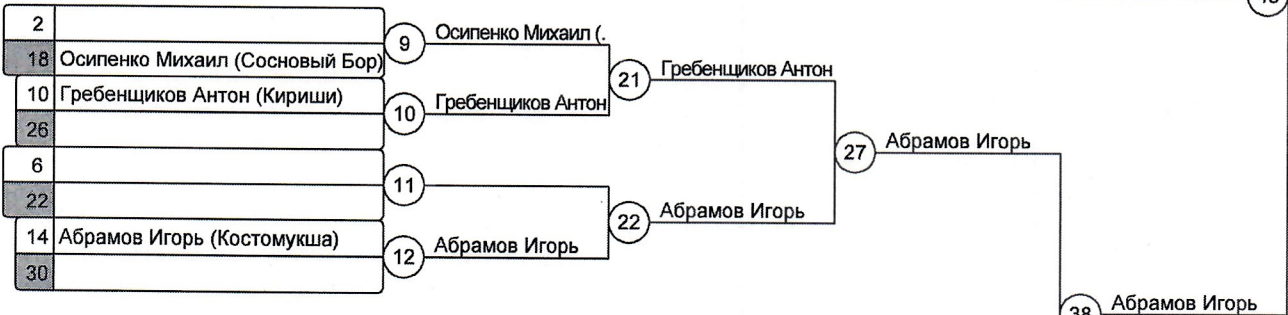 2
9
Осипенко Михаил (.
18 Осипенко Михаил (Сосновый Бор)
21
Гребенщиков Антон
10 Гребенщиков Антон (Кириши)
10
Гребенщиков Антон
26
27
Абрамов Игорь
6
11
22
22
Абрамов Игорь
14 Абрамов Игорь (Костомукша)
12
Абрамов Игорь
30
38
Абрамов Игорь